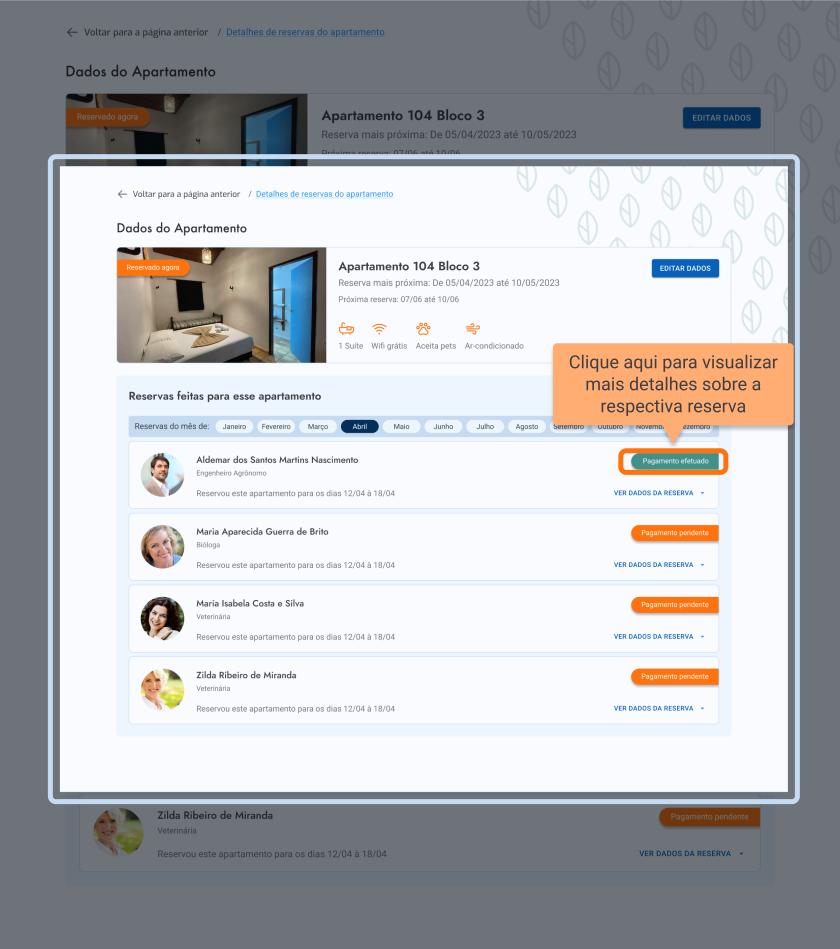 Voltar para a página anterior / Detalhes de reservas do apartamento
Dados do Apartamento
Reservado agora
Apartamento 104 Bloco 3
EDITAR DADOS
Reserva mais próxima: De 05/04/2023 até 10/05/2023
Próxima reserva: 07/06 até 10/06
Voltar para a página anterior / Detalhes de reservas do apartamento
Dados do Apartamento
Reservado agora
Apartamento 104 Bloco 3
EDITAR DADOS
Reserva mais próxima: De 05/04/2023 até 10/05/2023
Próxima reserva: 07/06 até 10/06
1 Suíte Wifi grátis Aceita pets Ar-condicionado
Clique aqui para visualizar
mais detalhes sobre a
respectiva reserva
Reservas feitas para esse apartamento
Reservas do mês de: Janeiro Fevereiro Março Abril Maio Junho Julho Agosto
Aldemar dos Santos Martins Nascimento
Pagamento efetuado
Engenheiro Agrônomo
Reservou este apartamento para os dias 12/04 à 18/04
VER DADOS DA RESERVA
Maria Aparecida Guerra de Brito
Pagamento pendente
Bióloga
Reservou este apartamento para os dias 12/04 à 18/04
VER DADOS DA RESERVA
Maria Isabela Costa e Silva
Pagamento pendente
Veterinária
Reservou este apartamento para os dias 12/04 à 18/04
VER DADOS DA RESERVA
Zilda Ribeiro de Miranda
Pagamento pendente
Veterinária
Reservou este apartamento para os dias 12/04 à 18/04
VER DADOS DA RESERVA
Zilda Ribeiro de Miranda
Pagamento pendente
Veterinária
Reservou este apartamento para os dias 12/04 à 18/04
VER DADOS DA RESERVA